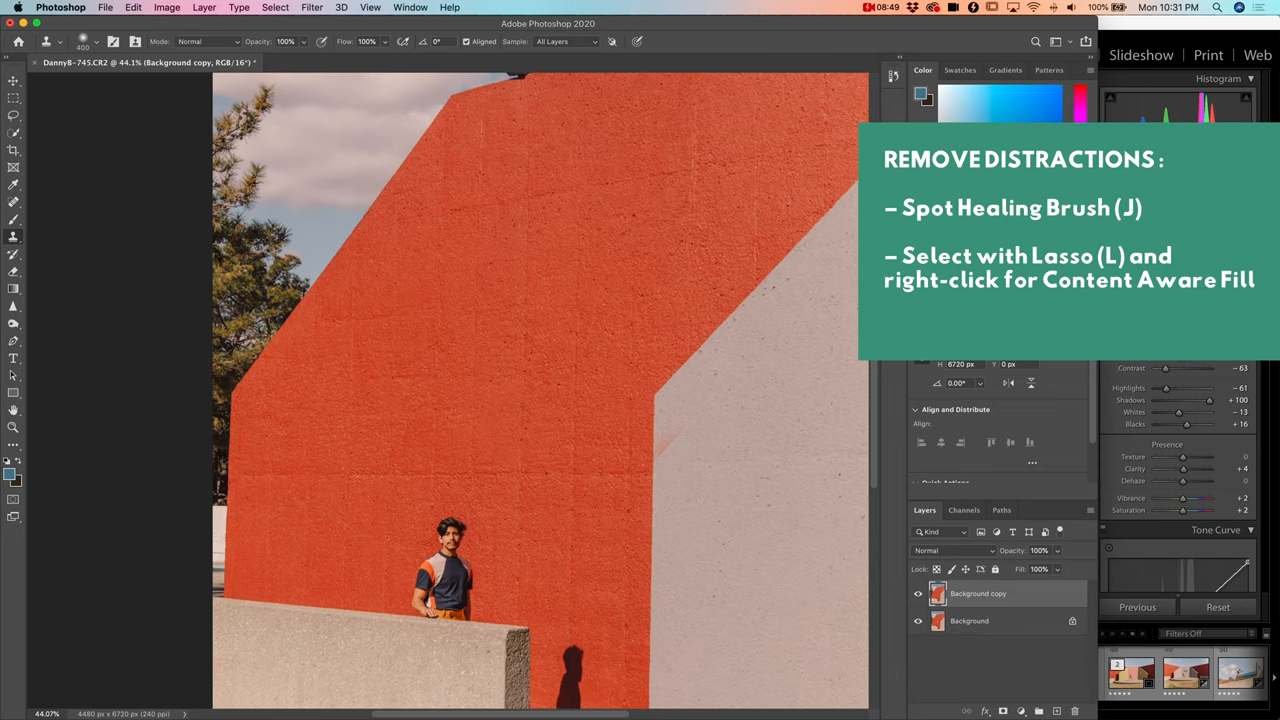 Photoshop File Edit Image Layer Type Select Filter 3D View Window Help
08:49 100% Mon 10:31 PM
Adobe Photoshop 2020
400 Mode: Normal Opacity: 100% Flow: 100% 0° Aligned Sample: All Layers
Slideshow Print Web
DannyB-745.CR2 @ 44.1% (Background copy, RGB/16*) *
Color Swatches Gradients Patterns
Histogram
REMOVE DISTRACTIONS :
– Spot Healing Brush (J)
– Select with Lasso (L) and
right-click for Content Aware Fill
H 6720 px Y 0 px
0.00°
Contrast – 63
Highlights – 61
Shadows + 100
Whites – 13
Blacks + 16
Align and Distribute
Align:
Presence
Texture 0
Clarity + 4
Dehaze 0
Vibrance + 2
Saturation + 2
Layers Channels Paths
Kind
Tone Curve
Normal Opacity: 100%
Lock: Fill: 100%
Background copy
Background
Previous Reset
Filters Off
2
44.07% 4480 px x 6720 px (240 ppi)